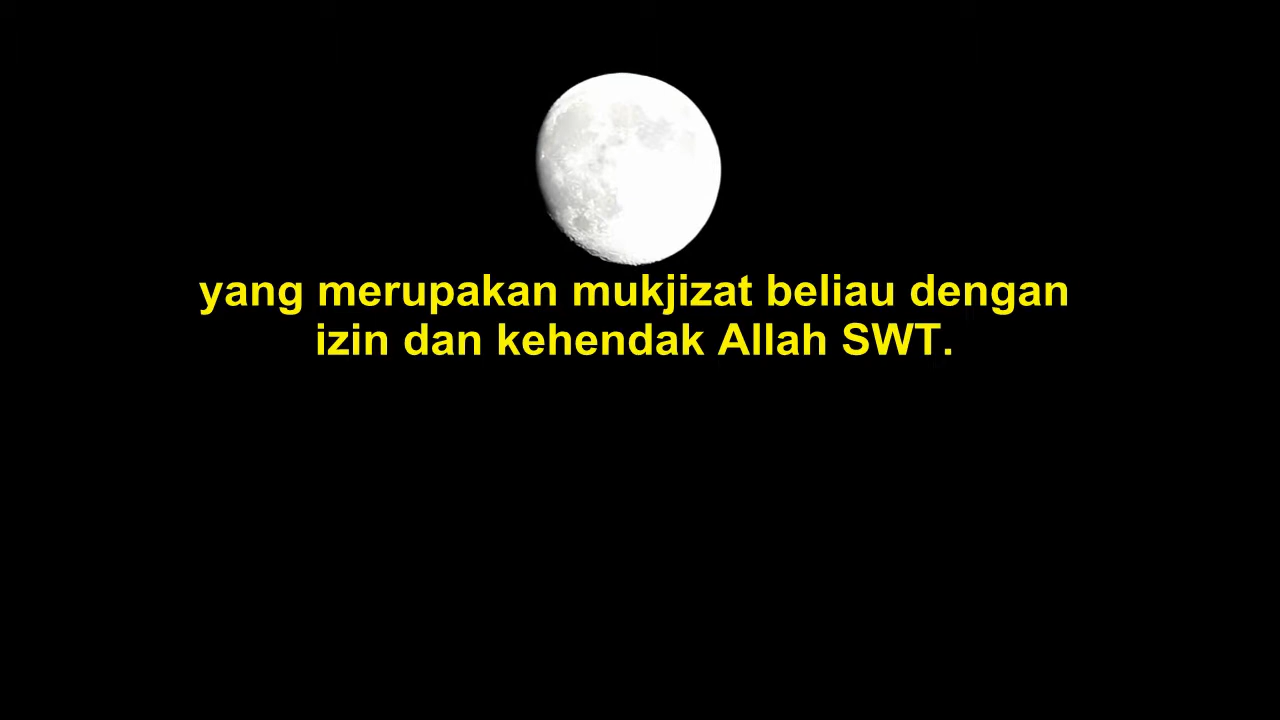 yang merupakan mukjizat beliau dengan
izin dan kehendak Allah SWT.